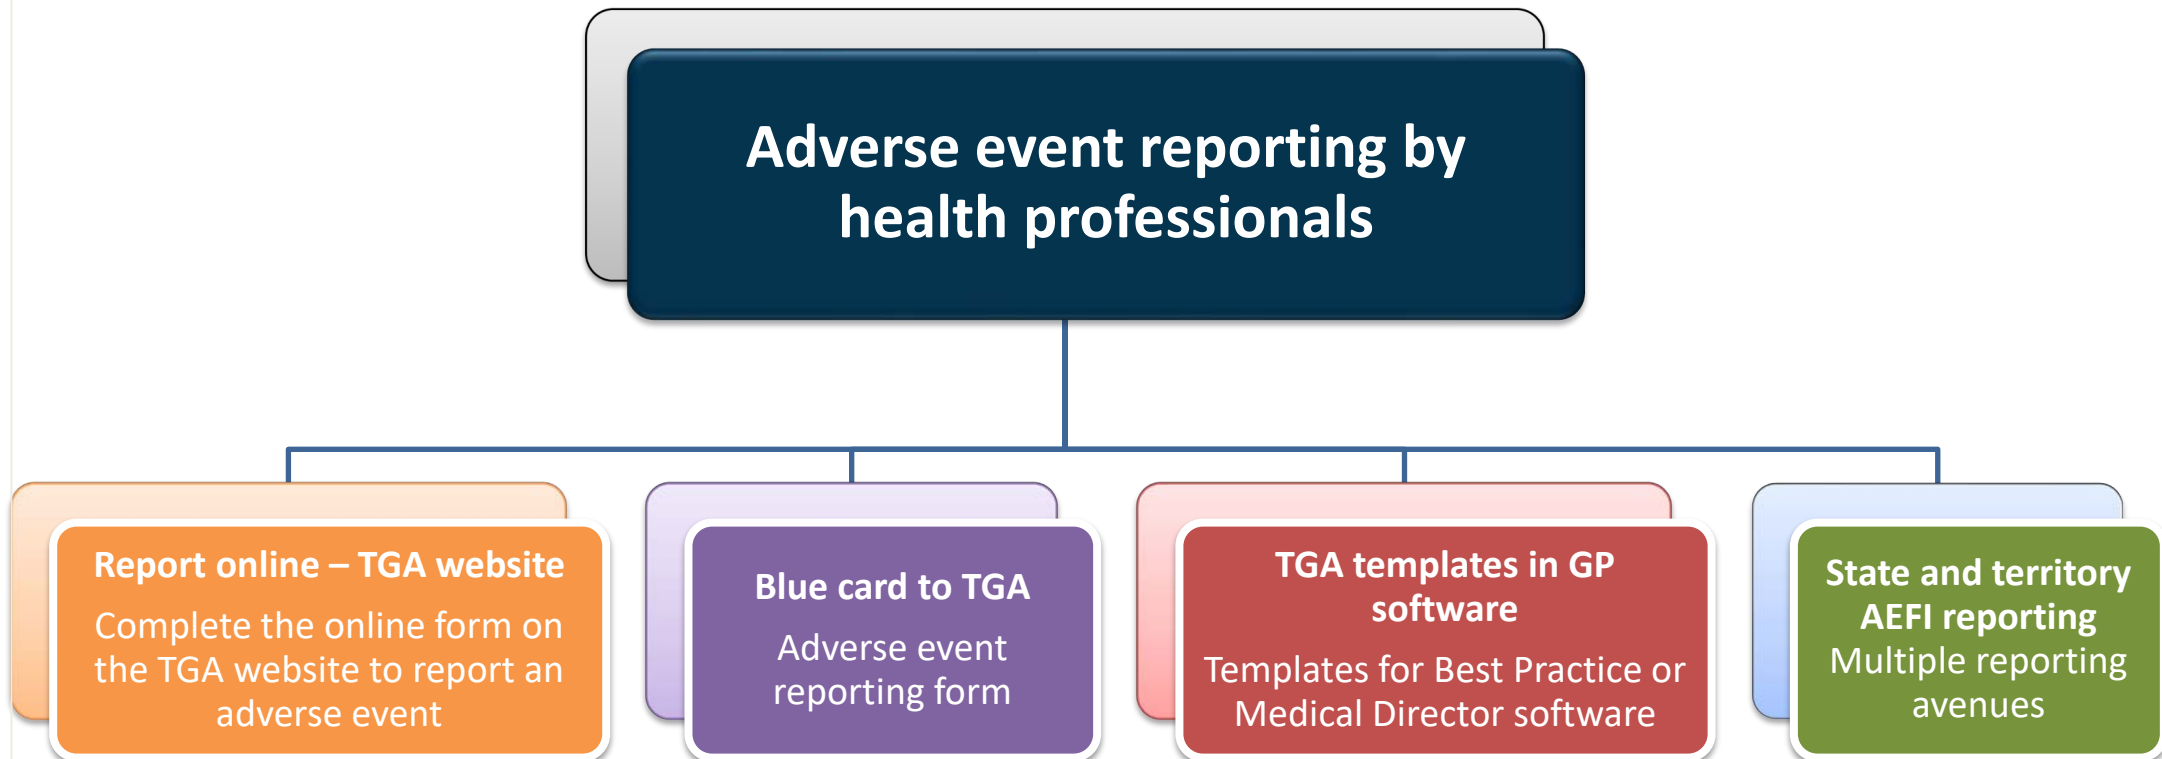 Adverse event reporting by
health professionals
Report online – TGA website
Complete the online form on
the TGA website to report an
adverse event
Blue card to TGA
Adverse event
reporting form
TGA templates in GP
software
Templates for Best Practice or
Medical Director software
State and territory
AEFI reporting
Multiple reporting
avenues